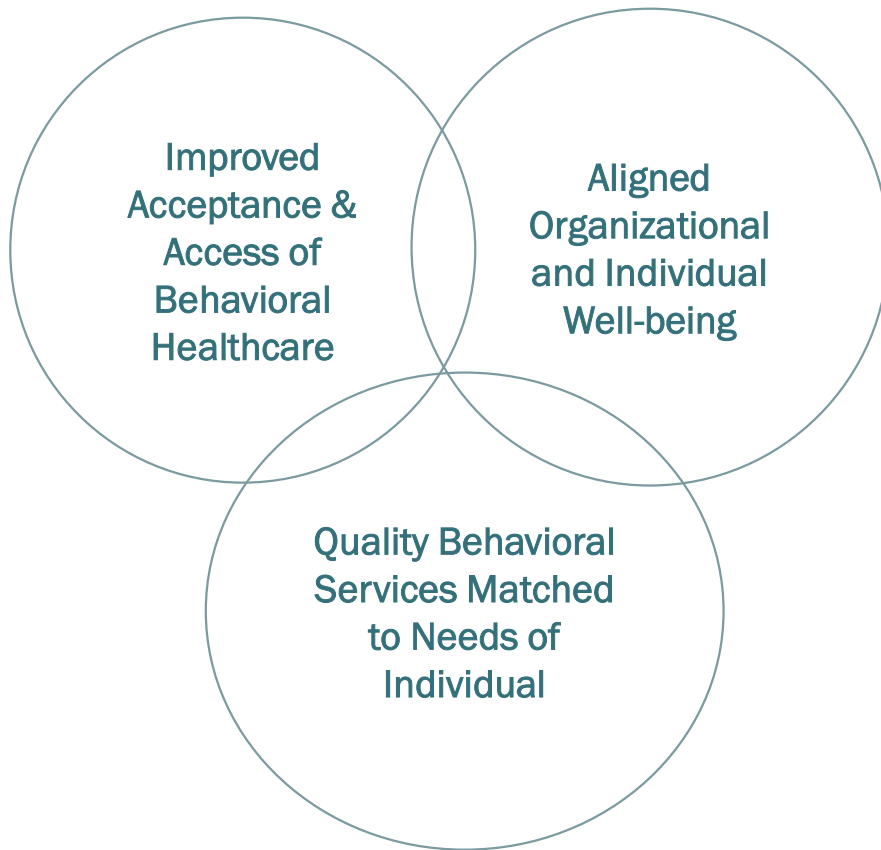 Improved
Acceptance &
Access of
Behavioral
Healthcare
Aligned
Organizational
and Individual
Well-being
Quality Behavioral
Services Matched
to Needs of
Individual